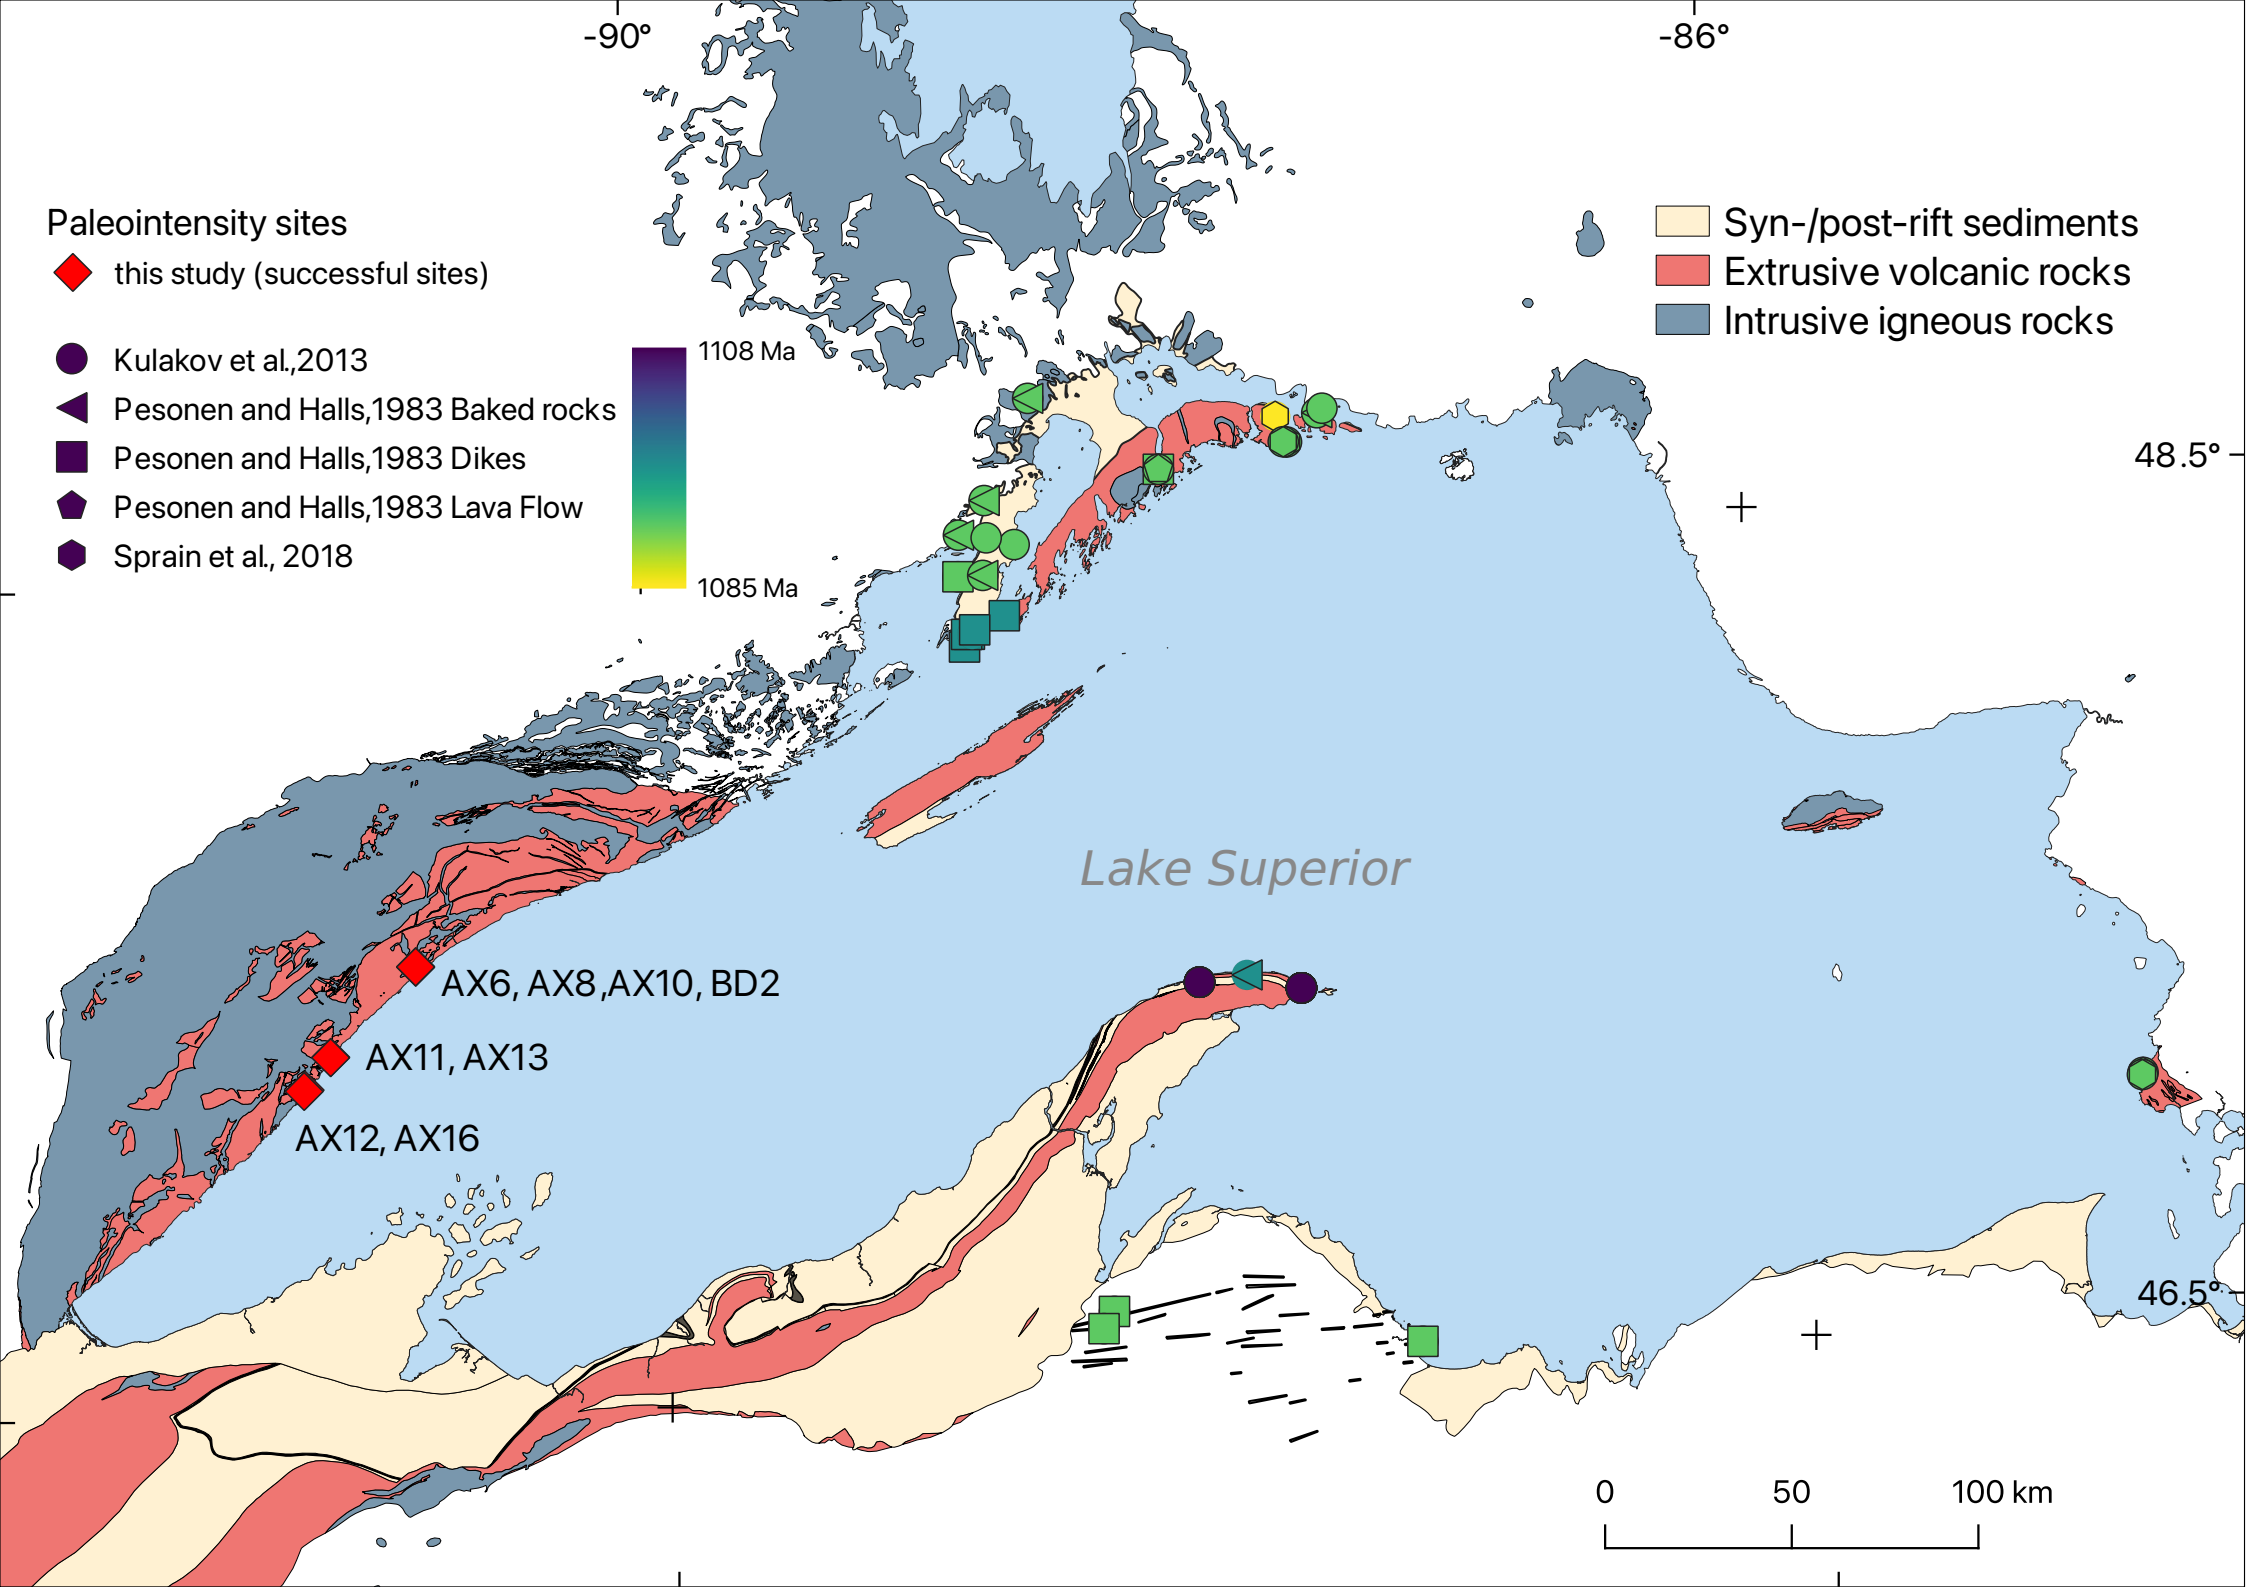 -90°
-86°
Paleointensity sites
this study (successful sites)
Kulakov et al.,2013
Pesonen and Halls,1983 Baked rocks
Pesonen and Halls,1983 Dikes
Pesonen and Halls,1983 Lava Flow
Sprain et al., 2018
1108 Ma
1085 Ma
Syn-/post-rift sediments
Extrusive volcanic rocks
Intrusive igneous rocks
48.5°
Lake Superior
AX6, AX8,AX10, BD2
AX11, AX13
AX12, AX16
46.5°
0 50 100 km